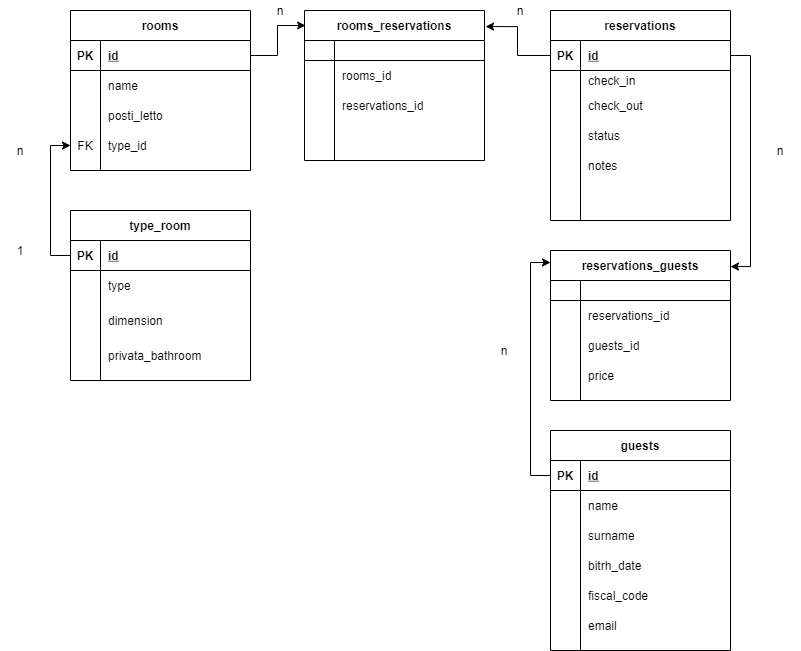 n
n
rooms
PK id
name
posti_letto
FK type_id
rooms_reservations
rooms_id
reservations_id
reservations
PK id
check_in
check_out
status
notes
n
1
n
type_room
PK id
type
dimension
privata_bathroom
reservations_guests
reservations_id
guests_id
price
n
guests
PK id
name
surname
bitrh_date
fiscal_code
email